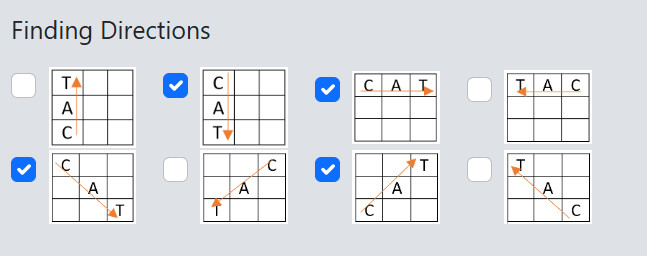 Finding Directions
T C C A T T A C
A A
C T
C C T T
A A A A
T T C C